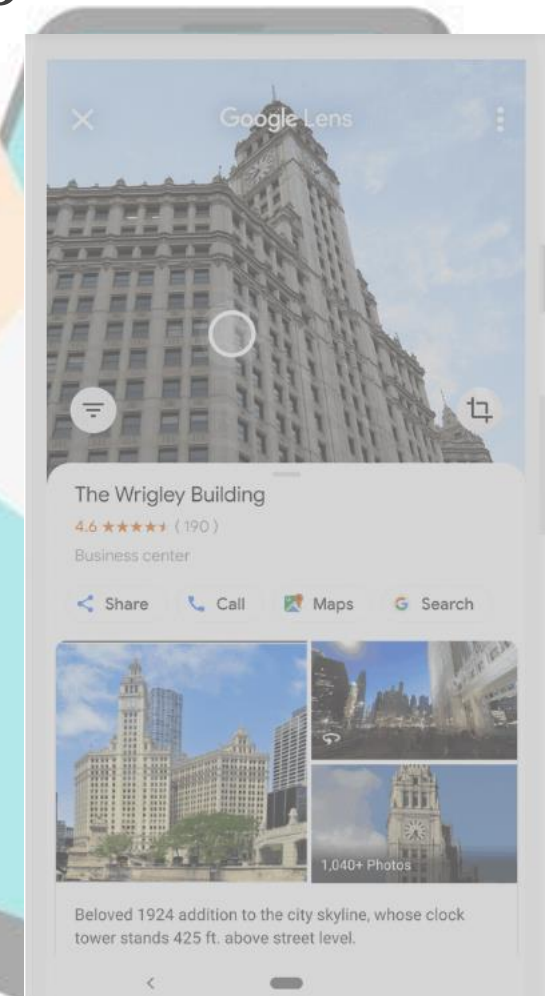 Google Lens
The Wrigley Building
4.6 ★★★★★ (190)
Business center
Share Call Maps Search
1,040+ Photos
Beloved 1924 addition to the city skyline, whose clock
tower stands 425 ft. above street level.